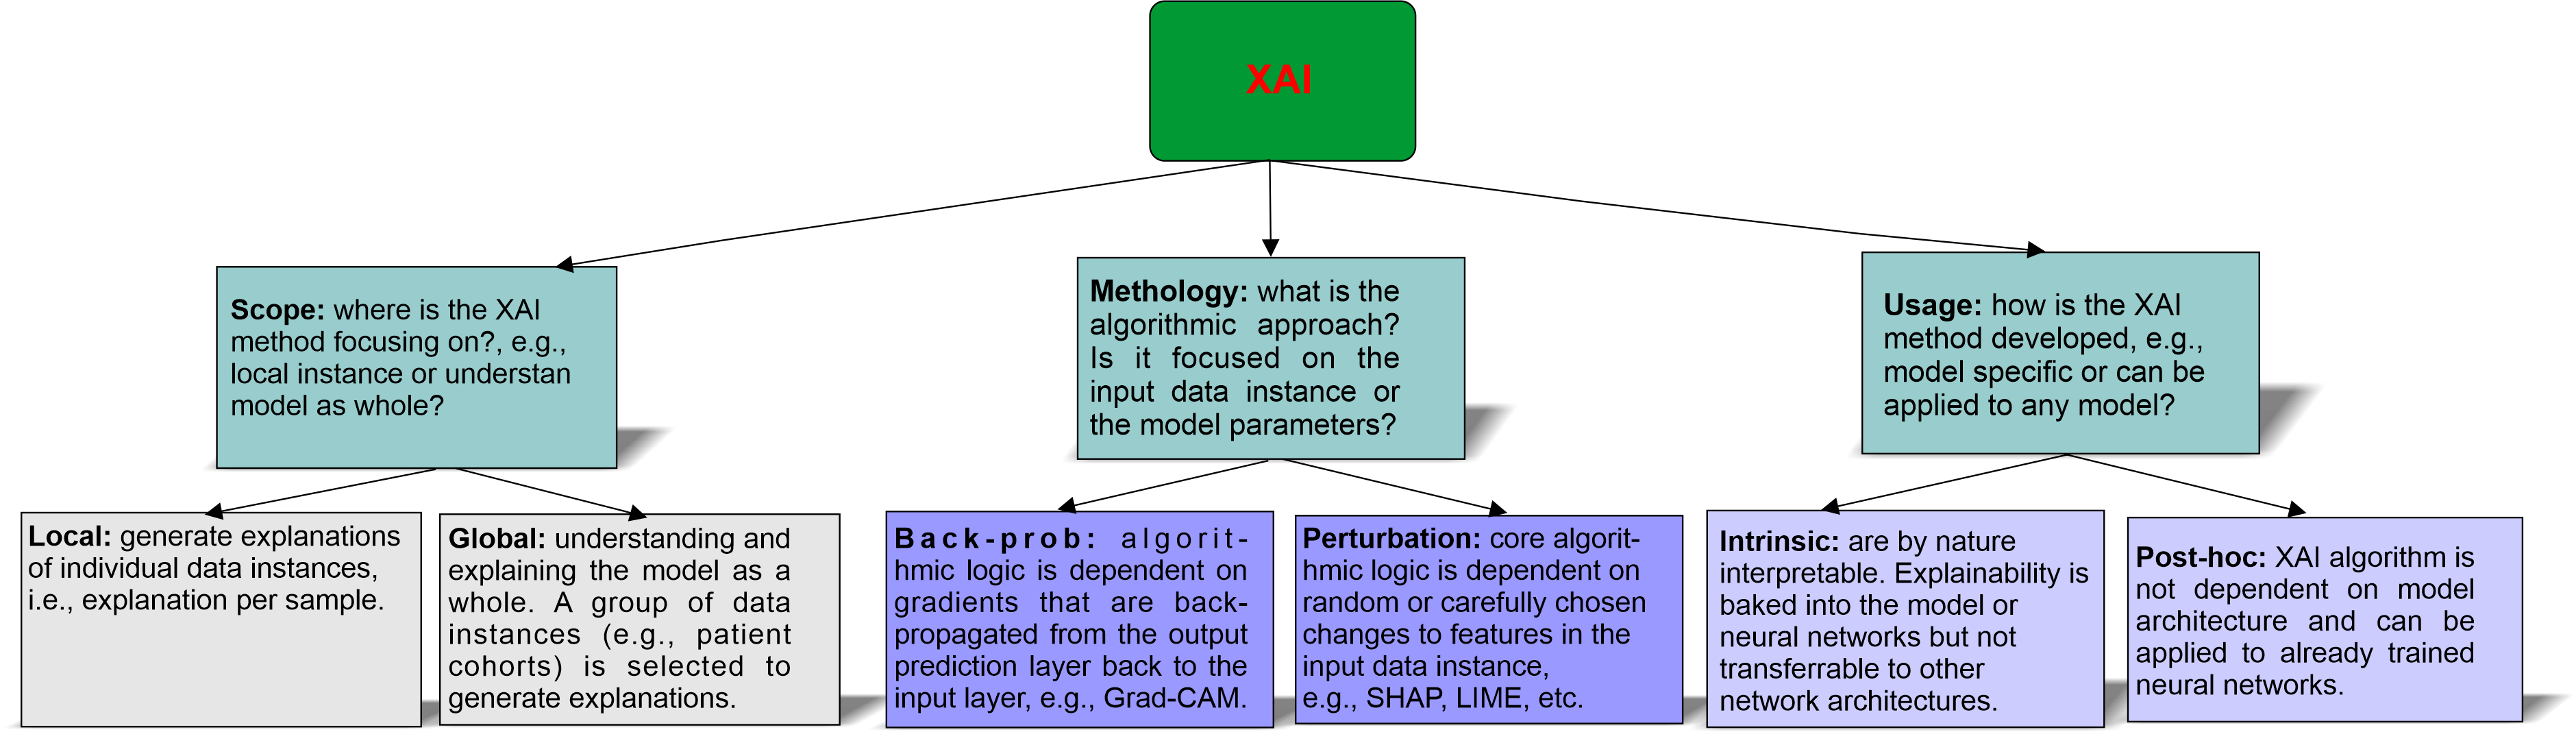 XAI
Scope: where is the XAI
method focusing on?, e.g.,
local instance or understan
model as whole?
Methology: what is the
algorithmic approach?
Is it focused on the
input data instance or
the model parameters?
Usage: how is the XAI
method developed, e.g.,
model specific or can be
applied to any model?
Local: generate explanations
of individual data instances,
i.e., explanation per sample.
Global: understanding and
explaining the model as a
whole. A group of data
instances (e.g., patient
cohorts) is selected to
generate explanations.
Back-prob: algorit-
hmic logic is dependent on
gradients that are back-
propagated from the output
prediction layer back to the
input layer, e.g., Grad-CAM.
Perturbation: core algorit-
hmic logic is dependent on
random or carefully chosen
changes to features in the
input data instance,
e.g., SHAP, LIME, etc.
Intrinsic: are by nature
interpretable. Explainability is
baked into the model or
neural networks but not
transferrable to other
network architectures.
Post-hoc: XAI algorithm is
not dependent on model
architecture and can be
applied to already trained
neural networks.